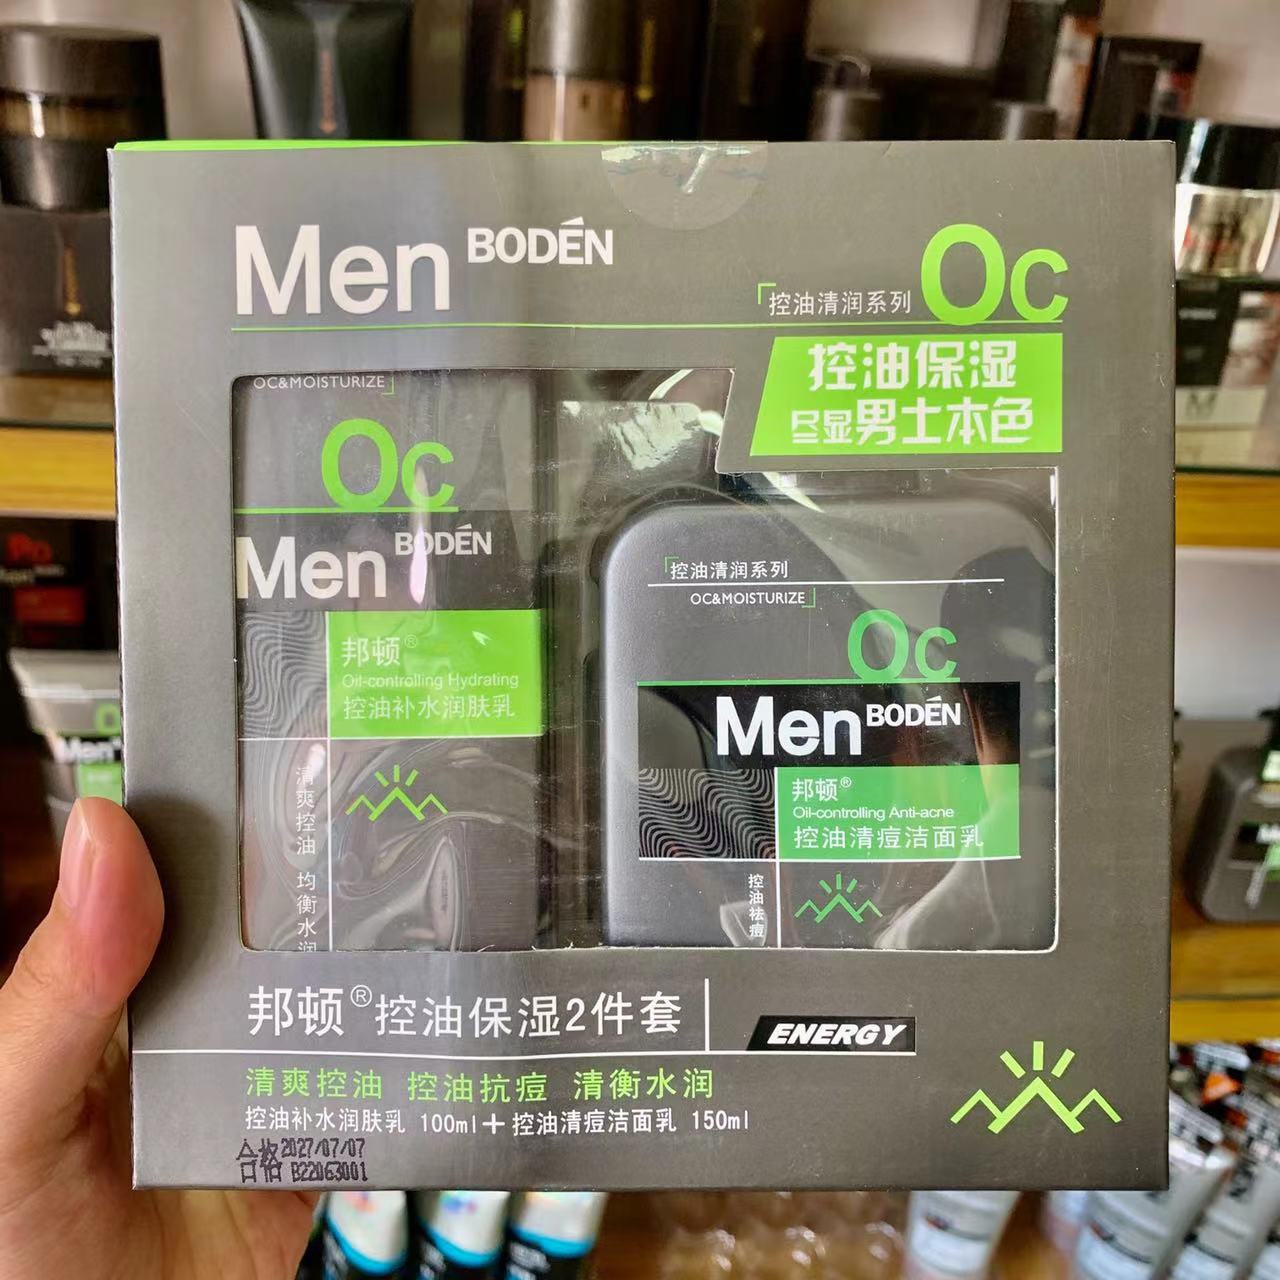 Men BODÉN
「控油清润系列 Oc
控油保湿
尽显男士本色
OC&MOISTURIZE」
Oc
Men BODÉN
邦顿®
Oil-controlling Hydrating
控油补水润肤乳
清爽控油 均衡水润
「控油清润系列
OC&MOISTURIZE」
Oc
Men BODÉN
邦顿®
Oil-controlling Anti-acne
控油清痘洁面乳
控油祛痘
邦顿®控油保湿2件套
ENERGY
清爽控油 控油抗痘 清衡水润
控油补水润肤乳 100ml+控油清痘洁面乳 150ml
合格 2027/07/07
B22063001
Men